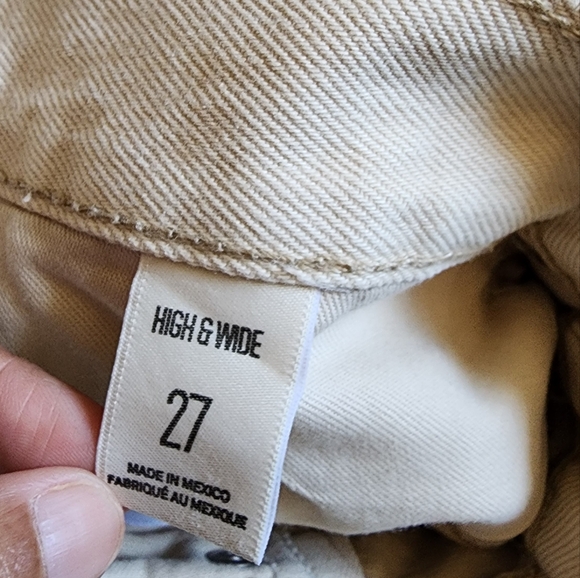 HIGH & WIDE
27
MADE IN MEXICO
FABRIQUÉ AU MEXIQUE